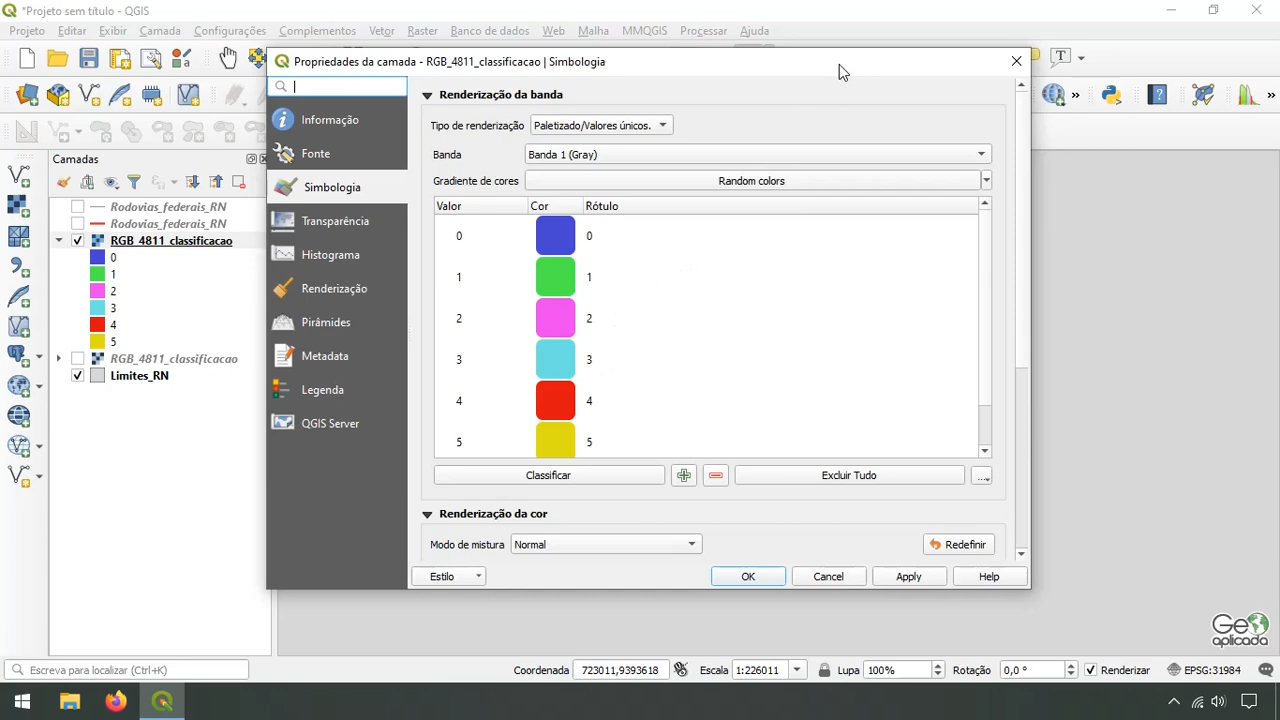 *Projeto sem título - QGIS
Projeto Editar Exibir Camada Configurações Complementos Vetor Raster Banco de dados Web Malha MMQGIS Processar Ajuda
Propriedades da camada - RGB_4811_classificacao | Simbologia
Camadas
Rodovias_federais_RN
Rodovias_federais_RN
RGB_4811_classificacao
0
1
2
3
4
5
RGB_4811_classificacao
Limites_RN
Informação
Fonte
Simbologia
Transparência
Histograma
Renderização
Pirâmides
Metadata
Legenda
QGIS Server
Renderização da banda
Tipo de renderização Paletizado/Valores únicos.
Banda Banda 1 (Gray)
Gradiente de cores Random colors
Valor Cor Rótulo
0 0
1 1
2 2
3 3
4 4
5 5
Classificar Excluir Tudo ...
Renderização da cor
Modo de mistura Normal Redefinir
Estilo OK Cancel Apply Help
Geo
aplicada
Escreva para localizar (Ctrl+K) Coordenada 723011,9393618 Escala 1:226011 Lupa 100% Rotação 0,0 ° Renderizar EPSG:31984